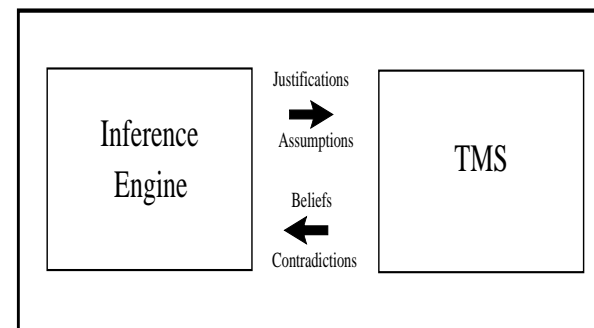 Inference
Engine
Justifications
Assumptions
Beliefs
Contradictions
TMS